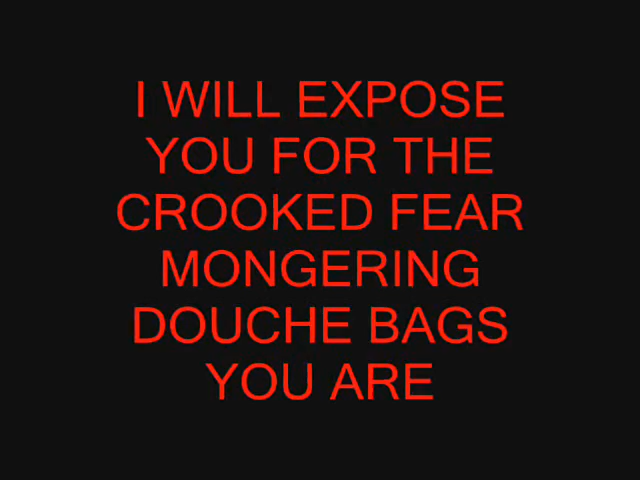 I WILL EXPOSE
YOU FOR THE
CROOKED FEAR
MONGERING
DOUCHE BAGS
YOU ARE